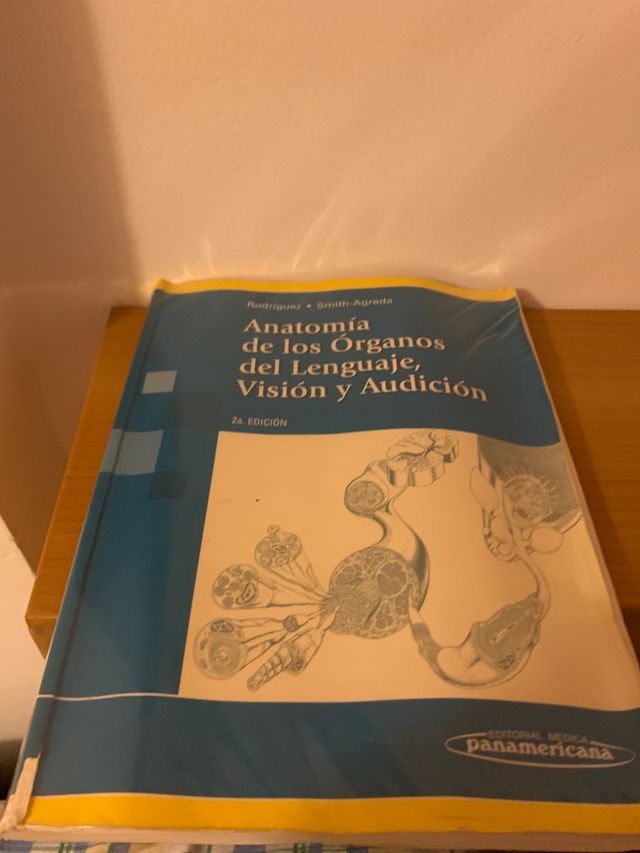 Rodríguez • Smith-Agreda
Anatomía
de los Órganos
del Lenguaje,
Visión y Audición
2a. EDICIÓN
EDITORIAL MEDICA
panamericana